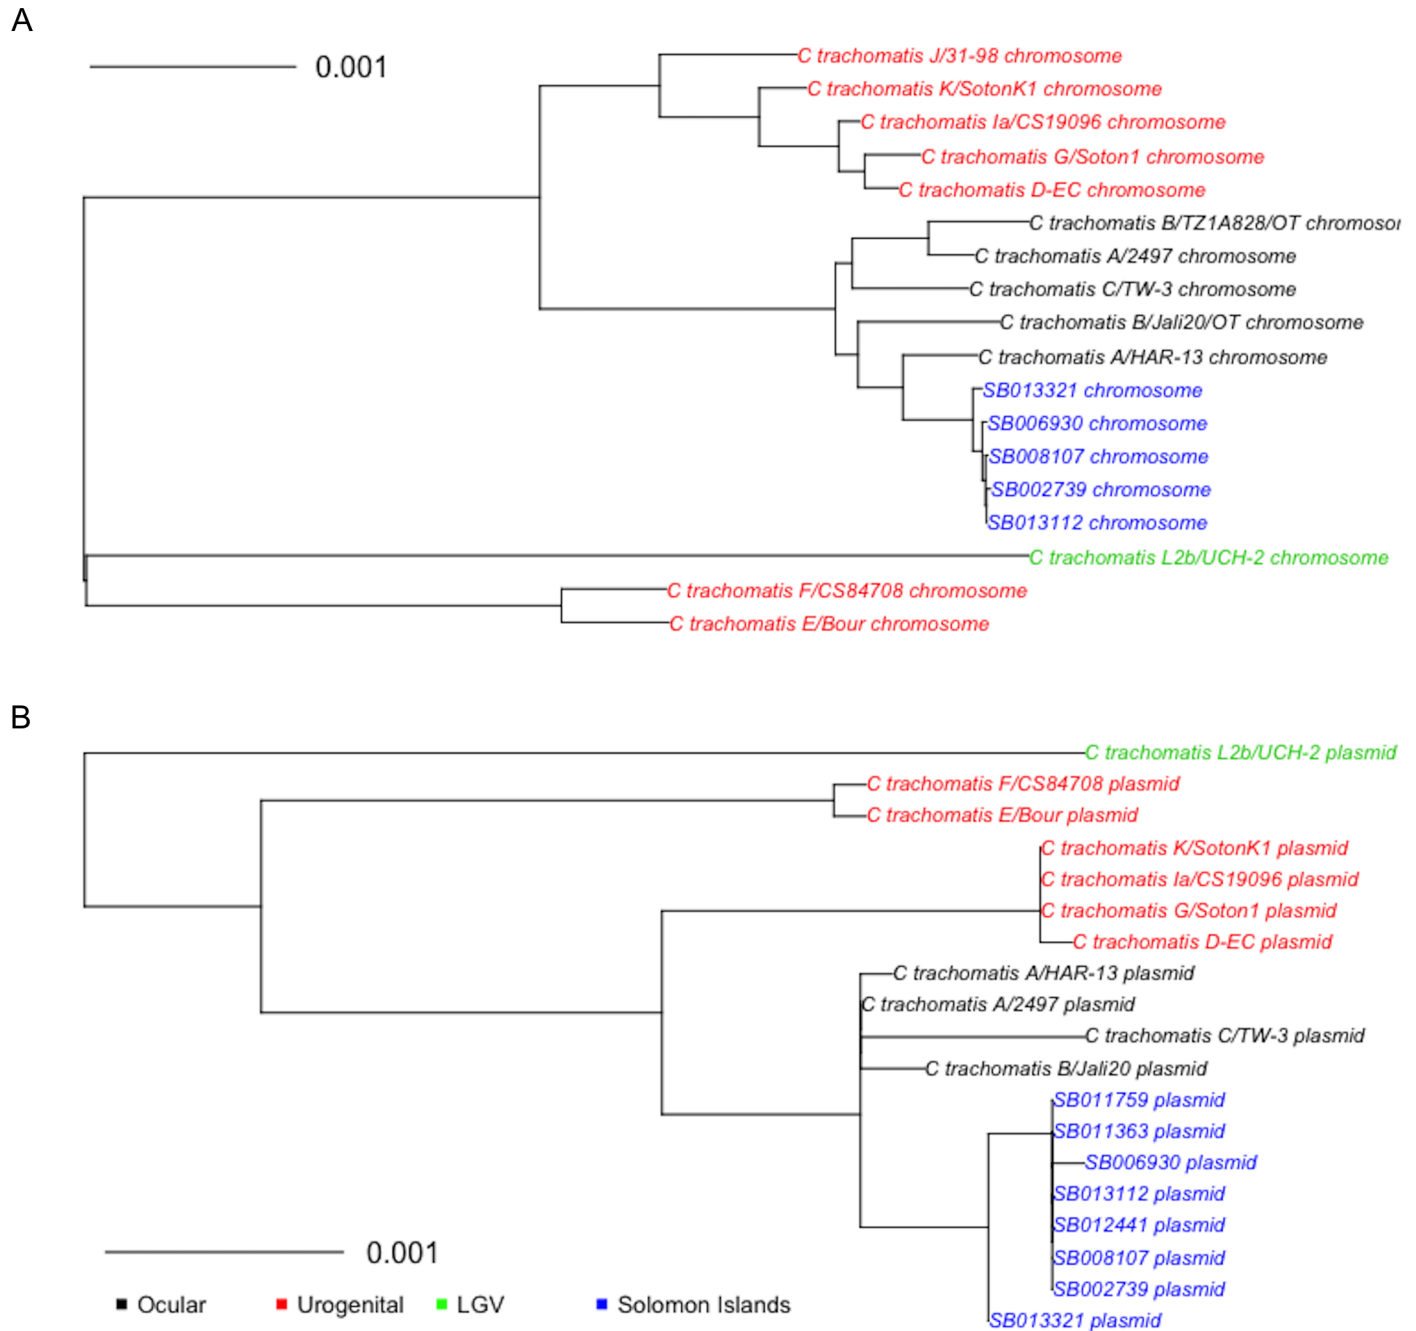 A
0.001
C trachomatis J/31-98 chromosome
C trachomatis K/SotonK1 chromosome
C trachomatis Ia/CS19096 chromosome
C trachomatis G/Soton1 chromosome
C trachomatis D-EC chromosome
C trachomatis B/TZ1A828/OT chromosor
C trachomatis A/2497 chromosome
C trachomatis C/TW-3 chromosome
C trachomatis B/Jali20/OT chromosome
C trachomatis A/HAR-13 chromosome
SB013321 chromosome
SB006930 chromosome
SB008107 chromosome
SB002739 chromosome
SB013112 chromosome
C trachomatis L2b/UCH-2 chromosome
C trachomatis F/CS84708 chromosome
C trachomatis E/Bour chromosome
B
C trachomatis L2b/UCH-2 plasmid
C trachomatis F/CS84708 plasmid
C trachomatis E/Bour plasmid
C trachomatis K/SotonK1 plasmid
C trachomatis Ia/CS19096 plasmid
C trachomatis G/Soton1 plasmid
C trachomatis D-EC plasmid
C trachomatis A/HAR-13 plasmid
C trachomatis A/2497 plasmid
C trachomatis C/TW-3 plasmid
C trachomatis B/Jali20 plasmid
SB011759 plasmid
SB011363 plasmid
SB006930 plasmid
SB013112 plasmid
SB012441 plasmid
SB008107 plasmid
SB002739 plasmid
SB013321 plasmid
0.001
Ocular Urogenital LGV Solomon Islands